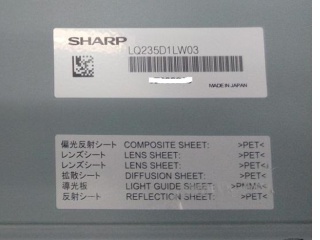 SHARP LQ235D1LW03
MADE IN JAPAN
偏光反射シート COMPOSITE SHEET: >PET<
レンズシート LENS SHEET: >PET<
レンズシート LENS SHEET: >PET<
拡散シート DIFFUSION SHEET: >PET<
導光板 LIGHT GUIDE SHEET: >PMMA<
反射シート REFLECTION SHEET: >PET<